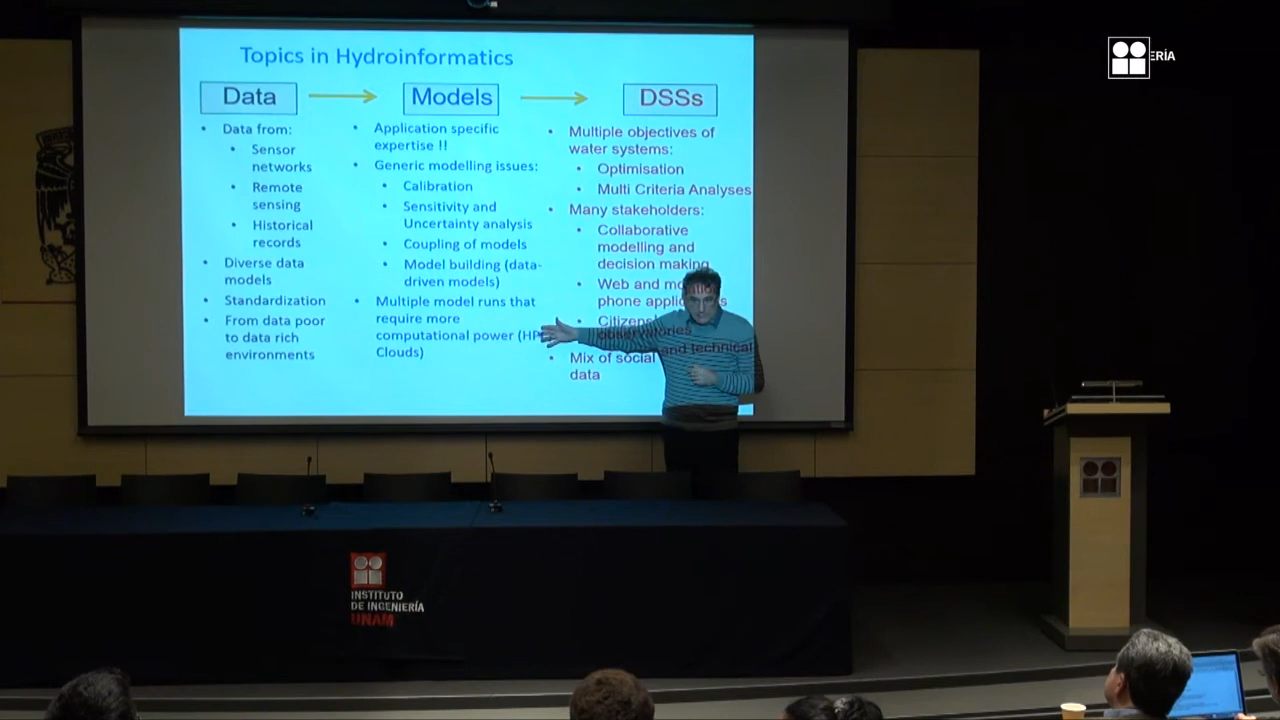 Topics in Hydroinformatics
Data
Models
DSSs
• Data from:
• Sensor
networks
• Remote
sensing
• Historical
records
• Diverse data
models
• Standardization
• From data poor
to data rich
environments
• Application specific
expertise !!
• Generic modelling issues:
• Calibration
• Sensitivity and
Uncertainty analysis
• Coupling of models
• Model building (data-
driven models)
• Multiple model runs that
require more
computational power
Clouds)
• Multiple objectives of
water systems:
• Optimisation
• Multi Criteria Analyses
• Many stakeholders:
• Collaborative
modelling and
decision making
• Web and
phone
•
observatories
• Mix of social and technical
data
ERÍA
INSTITUTO
DE INGENIERÍA
UNAM